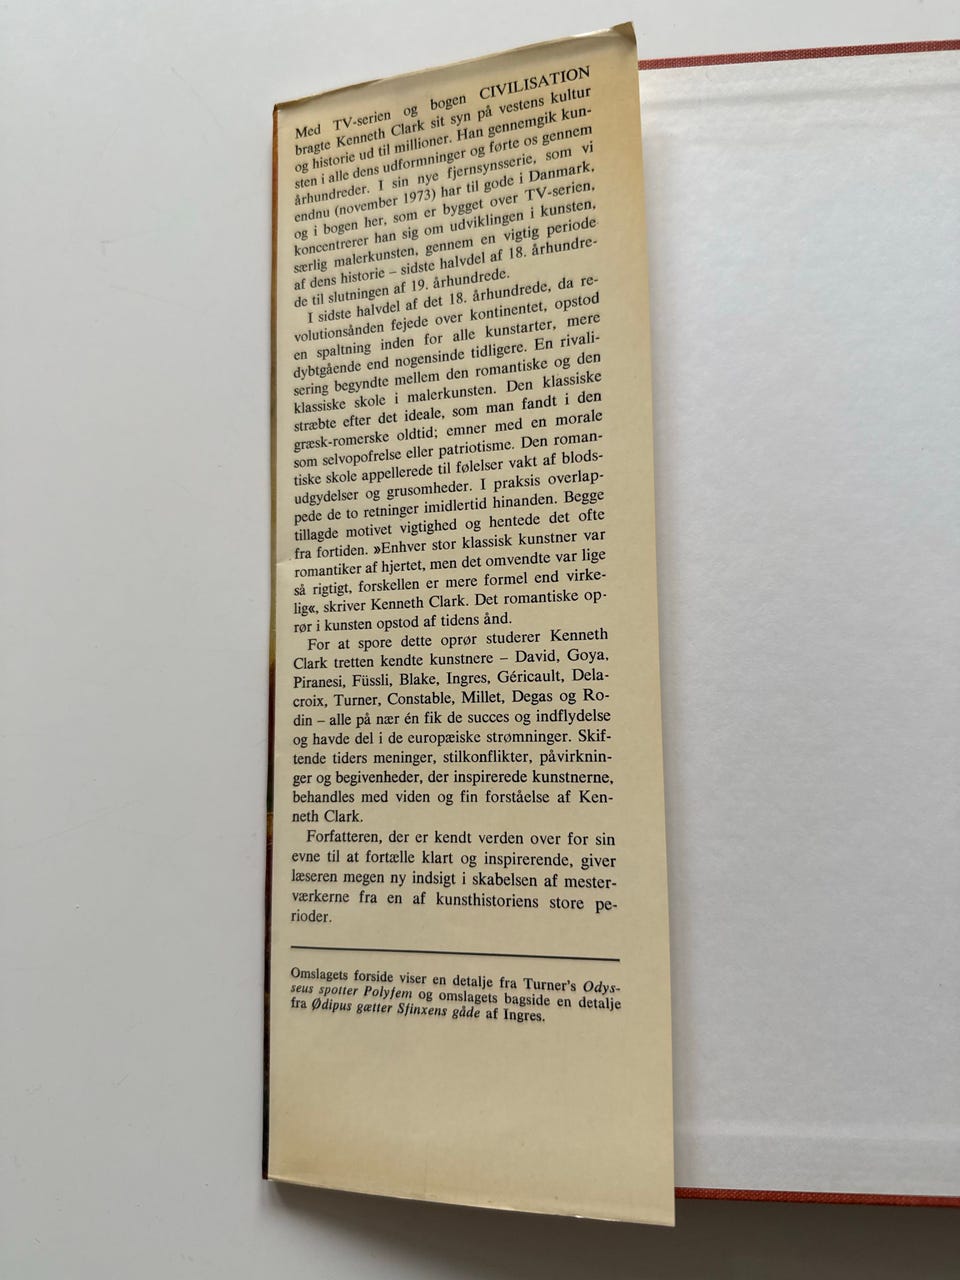 Med TV-serien og bogen CIVILISATION
bragte Kenneth Clark sit syn på vestens kultur
og historie ud til millioner. Han gennemgik kun-
sten i alle dens udformninger og førte os gennem
århundreder. I sin nye fjernsynsserie, som vi
endnu (november 1973) har til gode i Danmark,
og i bogen her, som er bygget over TV-serien,
koncentrerer han sig om udviklingen i kunsten,
særlig malerkunsten, gennem en vigtig periode
af dens historie – sidste halvdel af 18. århundre-
de til slutningen af 19. århundrede.
I sidste halvdel af det 18. århundrede, da re-
volutionsånden fejede over kontinentet, opstod
en spaltning inden for alle kunstarter, mere
dybtgående end nogensinde tidligere. En rivali-
sering begyndte mellem den romantiske og den
klassiske skole i malerkunsten. Den klassiske
stræbte efter det ideale, som man fandt i den
græsk-romerske oldtid; emner med en morale
som selvopofrelse eller patriotisme. Den roman-
tiske skole appellerede til følelser vakt af blods-
udgydelser og grusomheder. I praksis overlap-
pede de to retninger imidlertid hinanden. Begge
tillagde motivet vigtighed og hentede det ofte
fra fortiden. »Enhver stor klassisk kunstner var
romantiker af hjertet, men det omvendte var lige
så rigtigt, forskellen er mere formel end virke-
lig«, skriver Kenneth Clark. Det romantiske op-
rør i kunsten opstod af tidens ånd.
For at spore dette oprør studerer Kenneth
Clark tretten kendte kunstnere – David, Goya,
Piranesi, Füssli, Blake, Ingres, Géricault, Dela-
croix, Turner, Constable, Millet, Degas og Ro-
din – alle på nær én fik de succes og indflydelse
og havde del i de europæiske strømninger. Skif-
tende tiders meninger, stilkonflikter, påvirknin-
ger og begivenheder, der inspirerede kunstnerne,
behandles med viden og fin forståelse af Ken-
neth Clark.
Forfatteren, der er kendt verden over for sin
evne til at fortælle klart og inspirerende, giver
læseren megen ny indsigt i skabelsen af mester-
værkerne fra en af kunsthistoriens store pe-
rioder.
Omslagets forside viser en detalje fra Turner's Odys-
seus spotter Polyfem og omslagets bagside en detalje
fra Ødipus gætter Sfinxens gåde af Ingres.